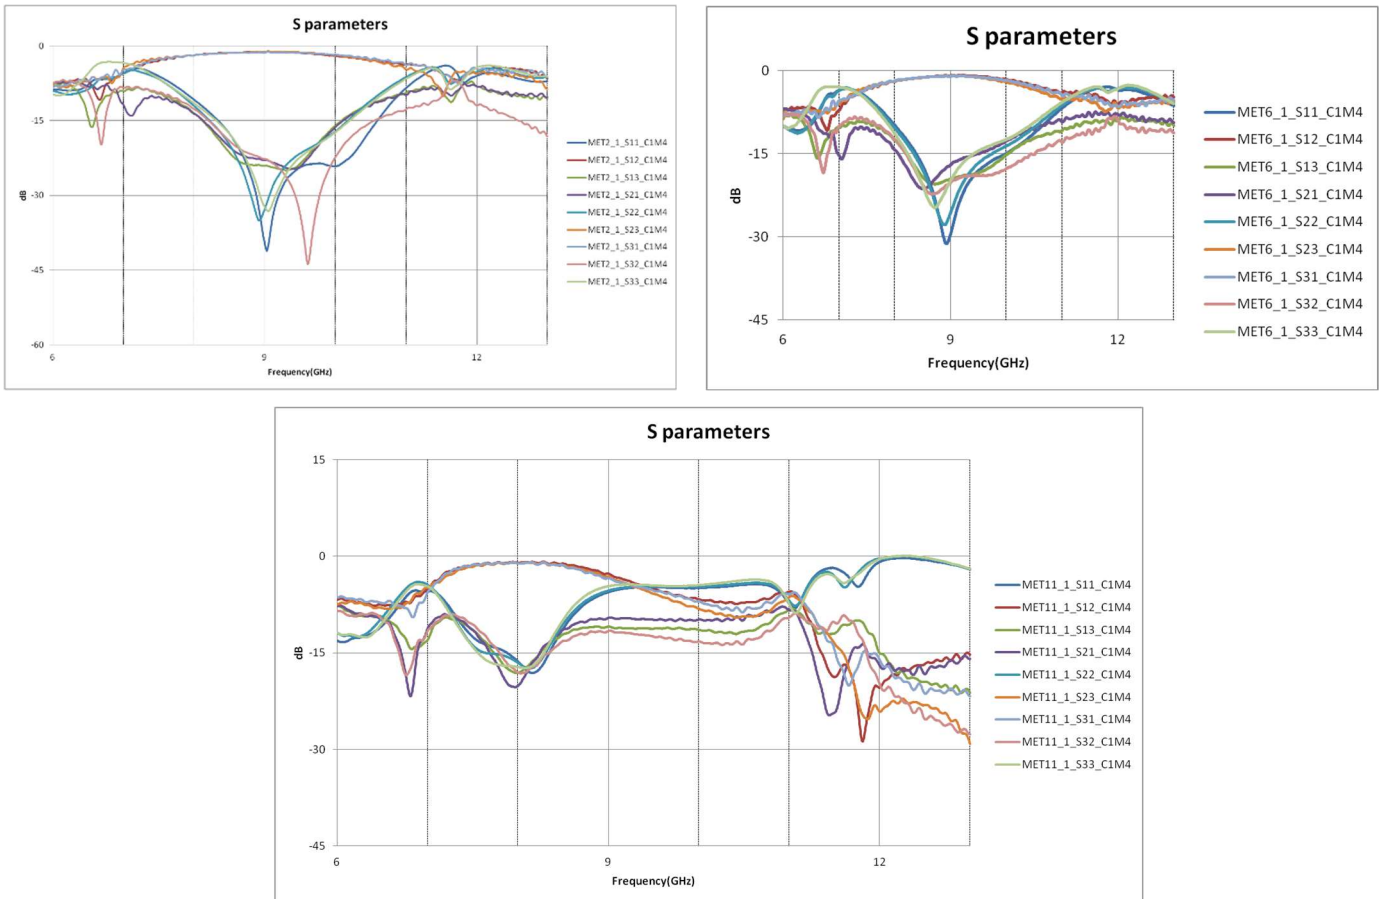 S parameters
0
-15
-30
-45
-60
dB
6
9
12
Frequency(GHz)
MET2_1_S11_C1M4
MET2_1_S12_C1M4
MET2_1_S13_C1M4
MET2_1_S21_C1M4
MET2_1_S22_C1M4
MET2_1_S23_C1M4
MET2_1_S31_C1M4
MET2_1_S32_C1M4
MET2_1_S33_C1M4
S parameters
0
-15
-30
-45
dB
6
9
12
Frequency(GHz)
MET6_1_S11_C1M4
MET6_1_S12_C1M4
MET6_1_S13_C1M4
MET6_1_S21_C1M4
MET6_1_S22_C1M4
MET6_1_S23_C1M4
MET6_1_S31_C1M4
MET6_1_S32_C1M4
MET6_1_S33_C1M4
S parameters
15
0
-15
-30
-45
dB
6
9
12
Frequency(GHz)
MET11_1_S11_C1M4
MET11_1_S12_C1M4
MET11_1_S13_C1M4
MET11_1_S21_C1M4
MET11_1_S22_C1M4
MET11_1_S23_C1M4
MET11_1_S31_C1M4
MET11_1_S32_C1M4
MET11_1_S33_C1M4